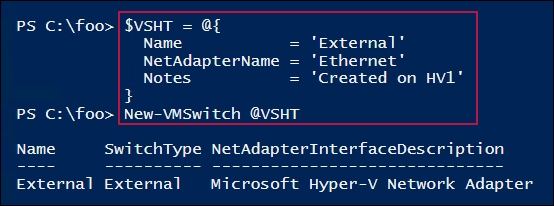 PS C:\foo> $VSHT = @{
  Name           = 'External'
  NetAdapterName = 'Ethernet'
  Notes          = 'Created on HV1'
}
PS C:\foo> New-VMSwitch @VSHT
Name     SwitchType NetAdapterInterfaceDescription
----     ---------- ------------------------------
External External   Microsoft Hyper-V Network Adapter